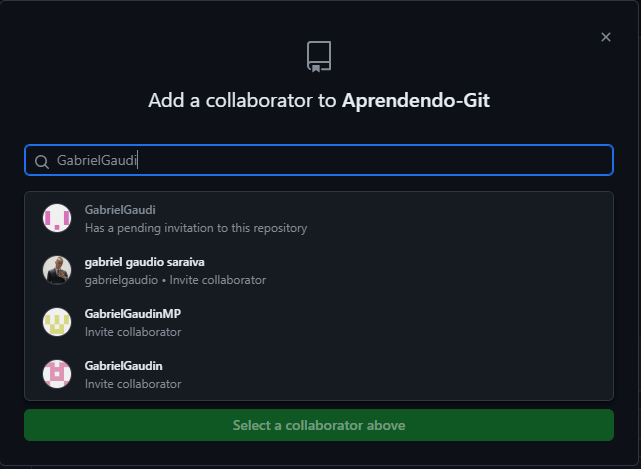 Add a collaborator to Aprendendo-Git
GabrielGaudi
GabrielGaudi
Has a pending invitation to this repository
gabriel gaudio saraiva
gabrielgaudio • Invite collaborator
GabrielGaudinMP
Invite collaborator
GabrielGaudin
Invite collaborator
Select a collaborator above